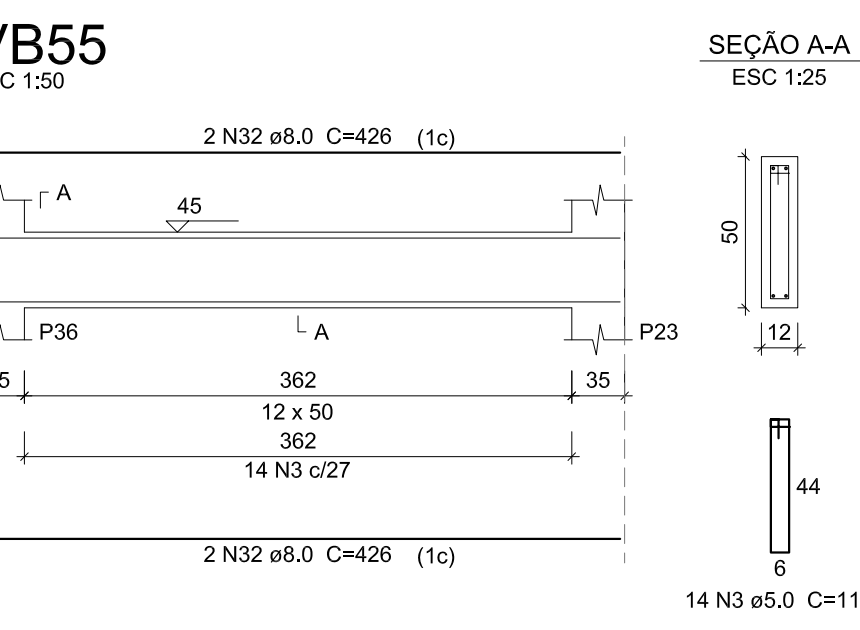 VB55
C 1:50
SEÇÃO A-A
ESC 1:25
2 N32 ø8.0 C=426 (1c)
A
45
50
P36
A
P23
12
5
362
35
12 x 50
362
14 N3 c/27
44
2 N32 ø8.0 C=426 (1c)
6
14 N3 ø5.0 C=11